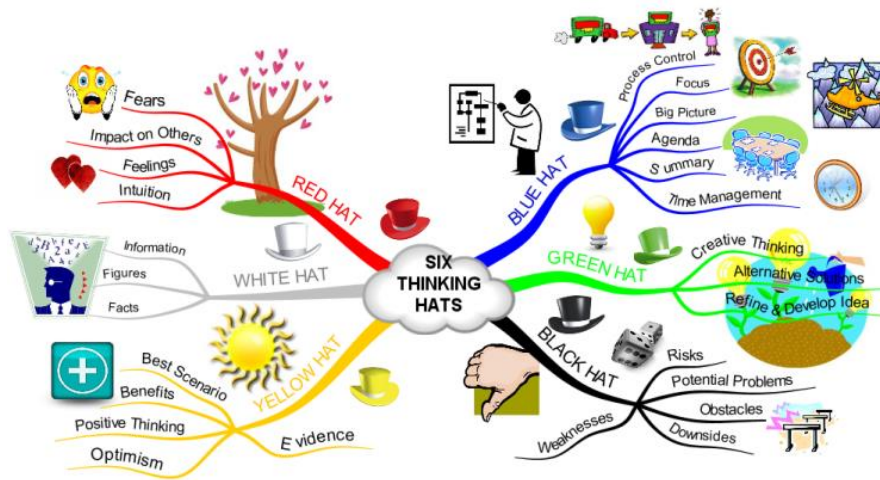 SIX
THINKING
HATS
RED HAT
Fears
Impact on Others
Feelings
Intuition
WHITE HAT
Information
Figures
Facts
YELLOW HAT
Best Scenario
Benefits
Positive Thinking
Optimism
Evidence
BLUE HAT
Process Control
Focus
Big Picture
Agenda
Summary
Time Management
GREEN HAT
Creative Thinking
Alternative Solutions
Refine & Develop Idea
BLACK HAT
Risks
Potential Problems
Obstacles
Downsides
Weaknesses